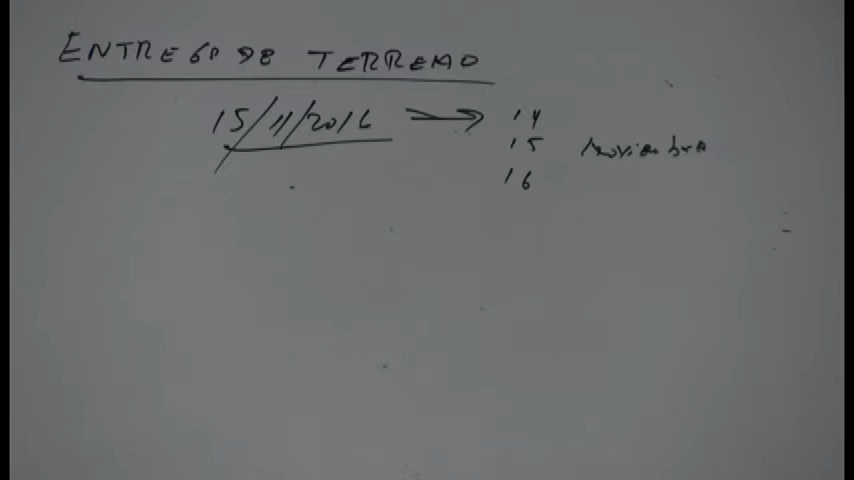 ENTREGA DE TERRENO
15/11/2016 → 14
15 Noviembre
16